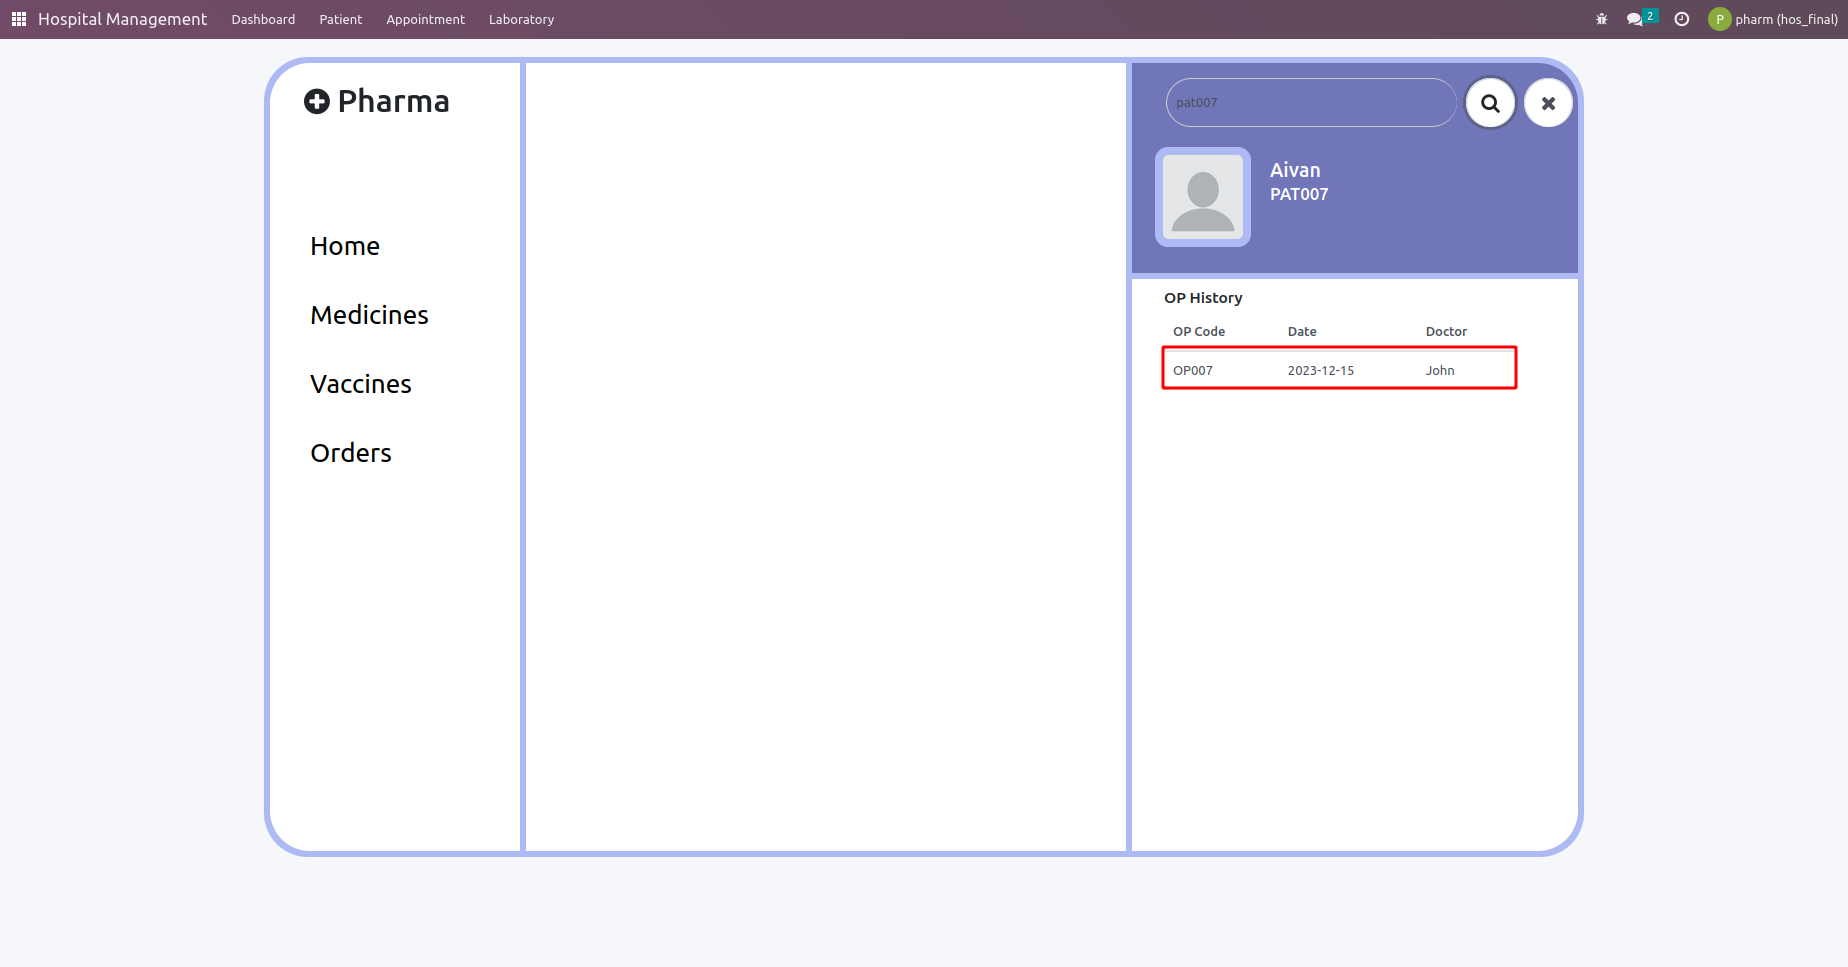 Hospital Management Dashboard Patient Appointment Laboratory 2 P pharm (hos_final)
Pharma
Home
Medicines
Vaccines
Orders
pat007
Aivan
PAT007
OP History
OP Code Date Doctor
OP007 2023-12-15 John